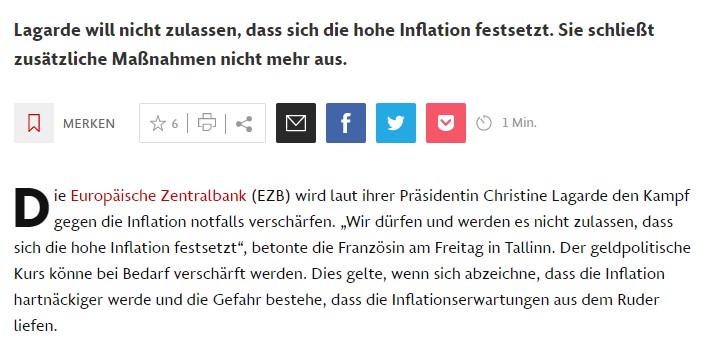 Lagarde will nicht zulassen, dass sich die hohe Inflation festsetzt. Sie schließt
zusätzliche Maßnahmen nicht mehr aus.
MERKEN
6
1 Min.
Die Europäische Zentralbank (EZB) wird laut ihrer Präsidentin Christine Lagarde den Kampf
gegen die Inflation notfalls verschärfen. „Wir dürfen und werden es nicht zulassen, dass
sich die hohe Inflation festsetzt“, betonte die Französin am Freitag in Tallinn. Der geldpolitische
Kurs könne bei Bedarf verschärft werden. Dies gelte, wenn sich abzeichne, dass die Inflation
hartnäckiger werde und die Gefahr bestehe, dass die Inflationserwartungen aus dem Ruder
liefen.